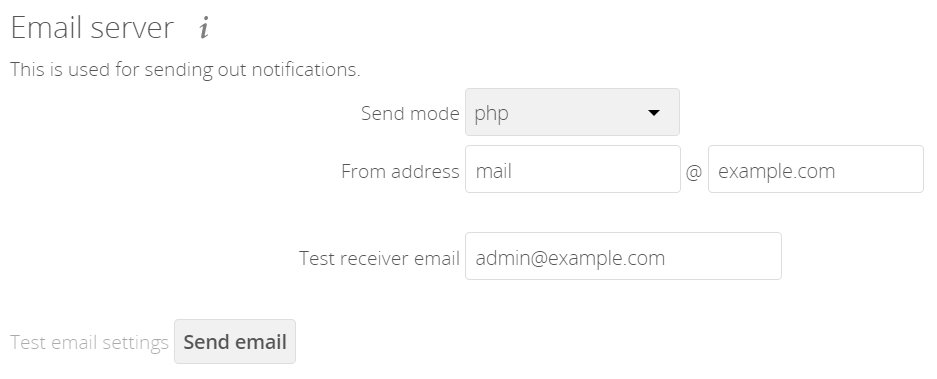 Email server i
This is used for sending out notifications.
Send mode php
From address mail @ example.com
Test receiver email admin@example.com
Test email settings Send email